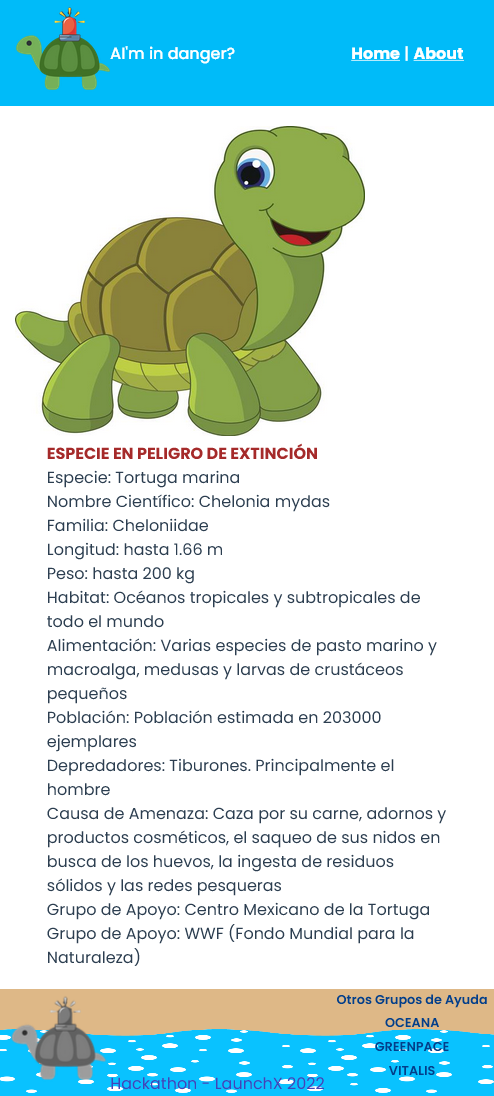 AI'm in danger?
Home | About
ESPECIE EN PELIGRO DE EXTINCIÓN
Especie: Tortuga marina
Nombre Científico: Chelonia mydas
Familia: Cheloniidae
Longitud: hasta 1.66 m
Peso: hasta 200 kg
Habitat: Océanos tropicales y subtropicales de
todo el mundo
Alimentación: Varias especies de pasto marino y
macroalga, medusas y larvas de crustáceos
pequeños
Población: Población estimada en 203000
ejemplares
Depredadores: Tiburones. Principalmente el
hombre
Causa de Amenaza: Caza por su carne, adornos y
productos cosméticos, el saqueo de sus nidos en
busca de los huevos, la ingesta de residuos
sólidos y las redes pesqueras
Grupo de Apoyo: Centro Mexicano de la Tortuga
Grupo de Apoyo: WWF (Fondo Mundial para la
Naturaleza)
Otros Grupos de Ayuda
OCEANA
GREENPACE
VITALIS
Hackathon - LaunchX 2022